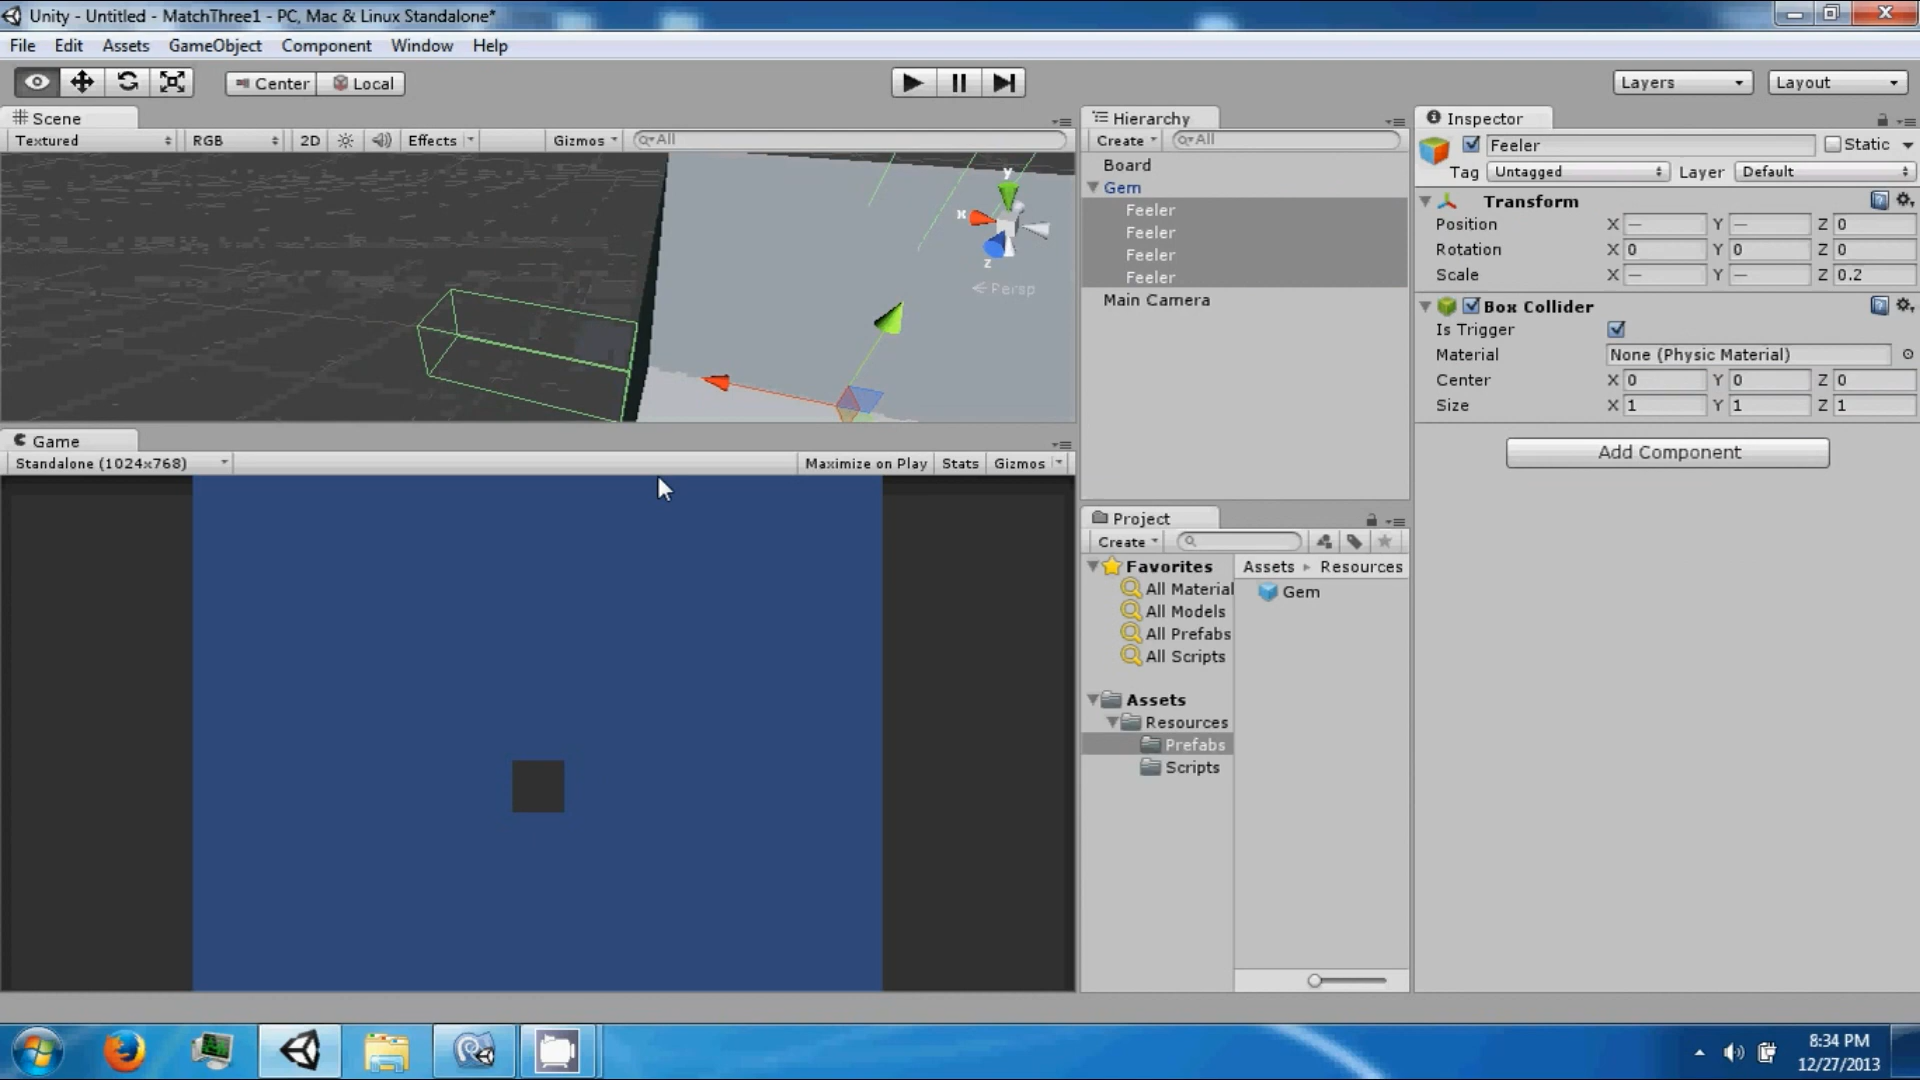 Unity - Untitled - MatchThree1 - PC, Mac & Linux Standalone*
File Edit Assets GameObject Component Window Help
Center Local
Layers Layout
Scene
Textured RGB 2D Effects Gizmos All
y
x
z
Persp
Game
Standalone (1024x768) Maximize on Play Stats Gizmos
Hierarchy
Create All
Board
Gem
Feeler
Feeler
Feeler
Feeler
Main Camera
Project
Create
Favorites
All Material
All Models
All Prefabs
All Scripts
Assets
Resources
Prefabs
Scripts
Assets Resources
Gem
Inspector
Feeler Static
Tag Untagged Layer Default
Transform
Position X — Y — Z 0
Rotation X 0 Y 0 Z 0
Scale X — Y — Z 0.2
Box Collider
Is Trigger
Material None (Physic Material)
Center X 0 Y 0 Z 0
Size X 1 Y 1 Z 1
Add Component
8:34 PM
12/27/2013